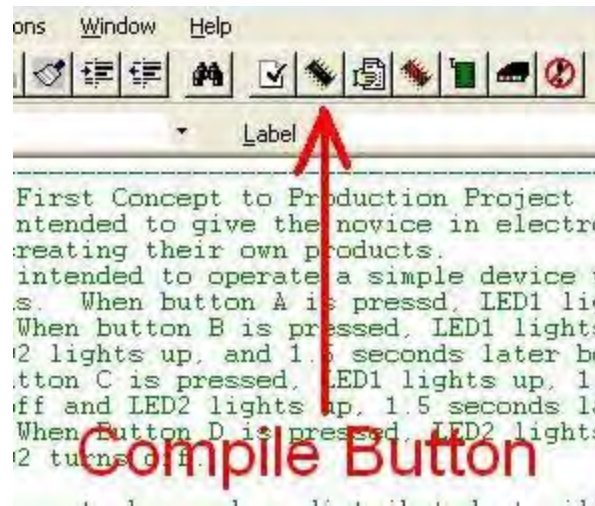 ons Window Help
Label
First Concept to Production Project
ntended to give the novice in electr
reating their own products.
intended to operate a simple device
s. When button A is pressd, LED1 li
When button B is pressed, LED1 light
2 lights up, and 1.5 seconds later b
tton C is pressed, LED1 lights up, 1
ff and LED2 lights up, 1.5 seconds l
When Button D is pressed, LED2 light
2 turns off.
Compile Button